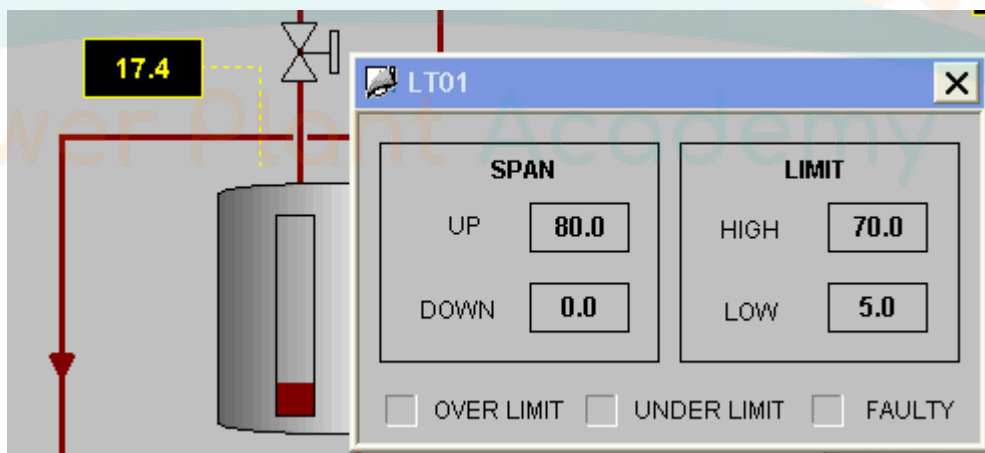 17.4
LT01
SPAN
UP 80.0
DOWN 0.0
LIMIT
HIGH 70.0
LOW 5.0
OVER LIMIT UNDER LIMIT FAULTY
wer Plant Academy